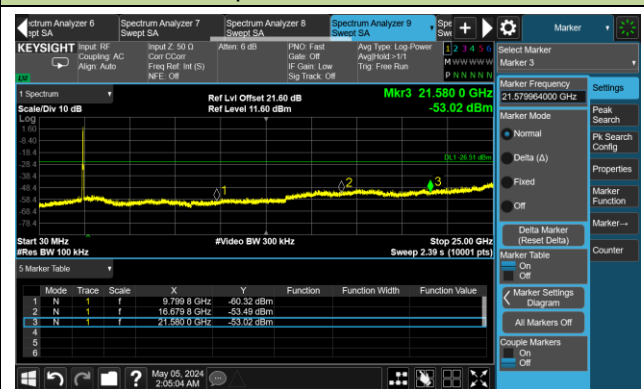 ctrum Analyzer 6
ept SA
Spectrum Analyzer 7
Swept SA
Spectrum Analyzer 8
Swept SA
Spectrum Analyzer 9
Swept SA
Spe
Swe
Marker
KEYSIGHT
Input: RF
Coupling: AC
Align: Auto
Input Z: 50 Ω
Corr CCorr
Freq Ref: Int (S)
NFE: Off
Atten: 6 dB
PNO: Fast
Gate: Off
IF Gain: Low
Sig Track: Off
Avg Type: Log-Power
Avg|Hold:>1/1
Trig: Free Run
1 2 3 4 5 6
M W W W W W
P N N N N N
LM
Select Marker
Marker 3
1 Spectrum
Scale/Div 10 dB
Ref Lvl Offset 21.60 dB
Ref Level 11.60 dBm
Mkr3 21.580 0 GHz
-53.02 dBm
Log
1.60
-8.40
-18.4
-28.4
-38.4
-48.4
-58.4
-68.4
-78.4
DL1 -26.51 dBm
1
2
3
Start 30 MHz
#Res BW 100 kHz
#Video BW 300 kHz
Stop 25.00 GHz
Sweep 2.39 s (10001 pts)
5 Marker Table
Mode Trace Scale X Y Function Function Width Function Value
1 N 1 f 9.799 8 GHz -60.32 dBm
2 N 1 f 16.679 8 GHz -53.49 dBm
3 N 1 f 21.580 0 GHz -53.02 dBm
4
5
6
Marker Frequency
21.579964000 GHz
Marker Mode
Normal
Delta (Δ)
Fixed
Off
Delta Marker
(Reset Delta)
Marker Table
On
Off
Marker Settings
Diagram
All Markers Off
Couple Markers
On
Off
Settings
Peak
Search
Pk Search
Config
Properties
Marker
Function
Marker→
Counter
May 05, 2024
2:05:04 AM